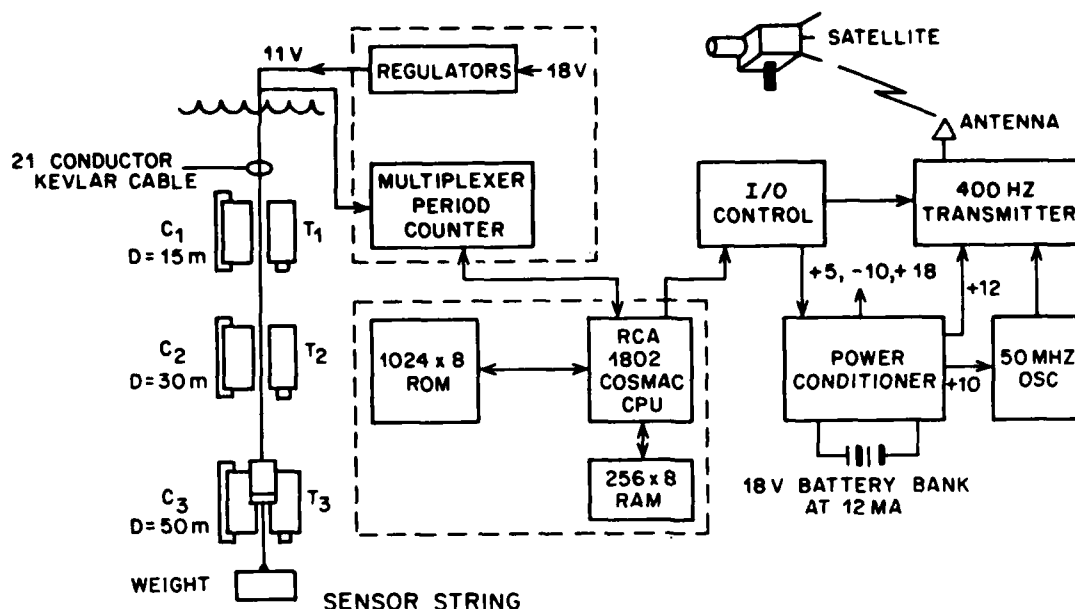 11V
REGULATORS
18V
SATELLITE
ANTENNA
21 CONDUCTOR
KEVLAR CABLE
MULTIPLEXER
PERIOD
COUNTER
I/O
CONTROL
400 HZ
TRANSMITTER
C1
D = 15 m
T1
+5, -10, + 18
+12
C2
D = 30 m
T2
1024 x 8
ROM
RCA
1802
COSMAC
CPU
POWER
CONDITIONER
+10
50 MHZ
OSC
256 x 8
RAM
18 V BATTERY BANK
AT 12 MA
C3
D = 50 m
T3
WEIGHT
SENSOR STRING